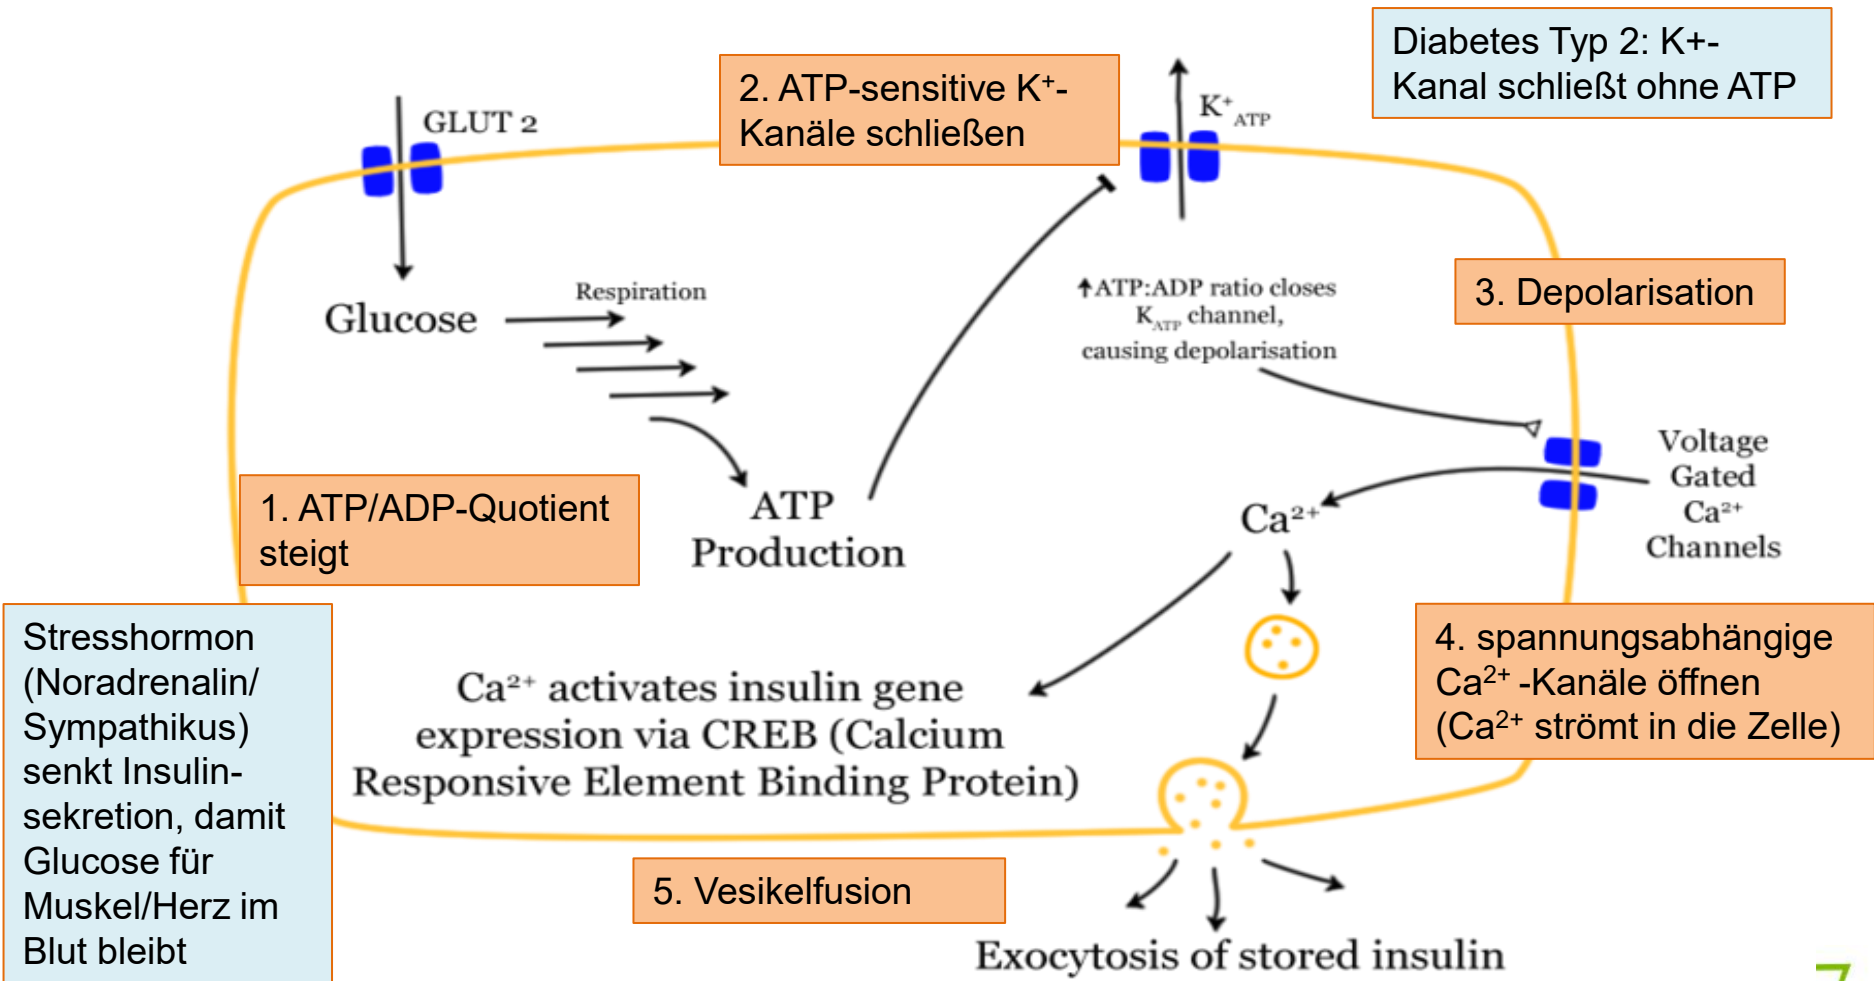 Diabetes Typ 2: K+-
Kanal schließt ohne ATP
2. ATP-sensitive K⁺-
Kanäle schließen
GLUT 2
K⁺ATP
3. Depolarisation
Glucose
Respiration
↑ATP:ADP ratio closes
KATP channel,
causing depolarisation
Voltage
Gated
Ca²⁺
Channels
1. ATP/ADP-Quotient
steigt
ATP
Production
Ca²⁺
Stresshormon
(Noradrenalin/
Sympathikus)
senkt Insulin-
sekretion, damit
Glucose für
Muskel/Herz im
Blut bleibt
Ca²⁺ activates insulin gene
expression via CREB (Calcium
Responsive Element Binding Protein)
4. spannungsabhängige
Ca²⁺ -Kanäle öffnen
(Ca²⁺ strömt in die Zelle)
5. Vesikelfusion
Exocytosis of stored insulin